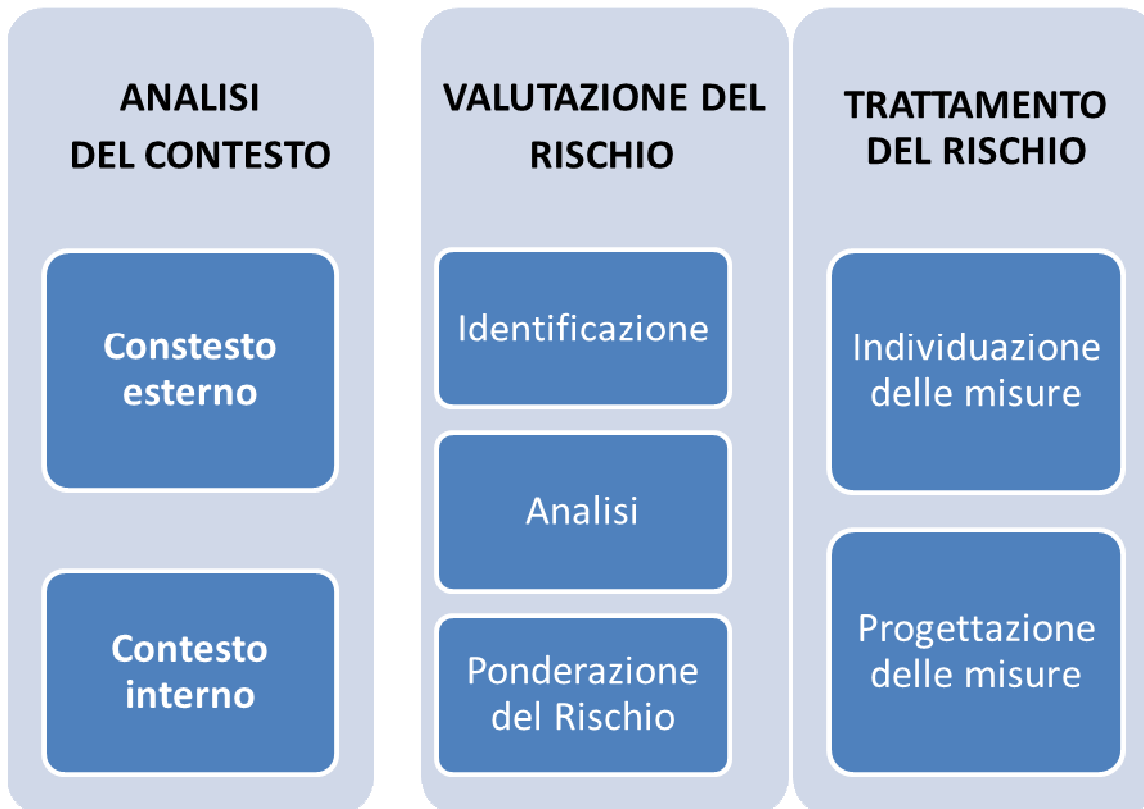 ANALISI
DEL CONTESTO
Constesto
esterno
Contesto
interno
VALUTAZIONE DEL
RISCHIO
Identificazione
Analisi
Ponderazione
del Rischio
TRATTAMENTO
DEL RISCHIO
Individuazione
delle misure
Progettazione
delle misure